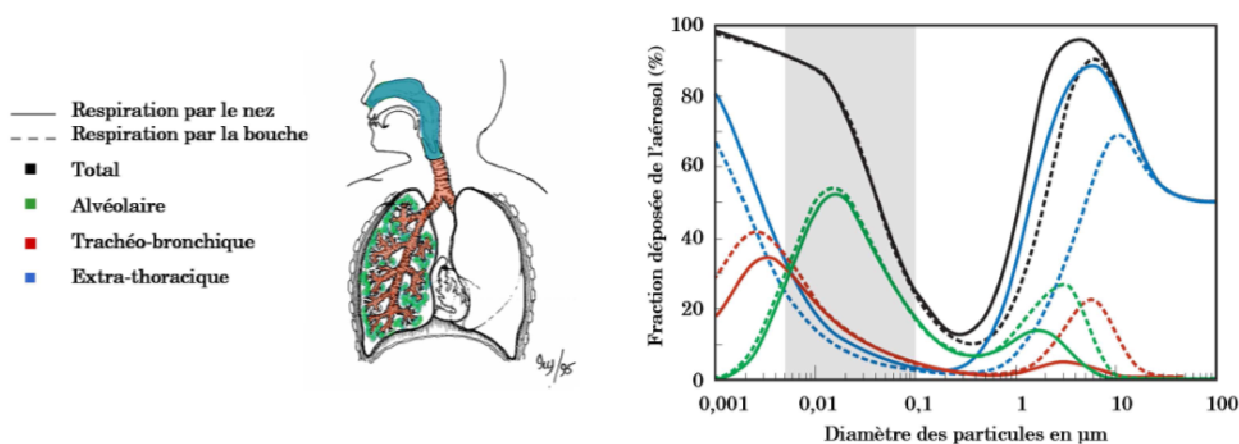 Respiration par le nez
Respiration par la bouche
Total
Alvéolaire
Trachéo-bronchique
Extra-thoracique
Fraction déposée de l'aérosol (%)
100
80
60
40
20
0
0,001
0,01
0,1
1
10
100
Diamètre des particules en µm